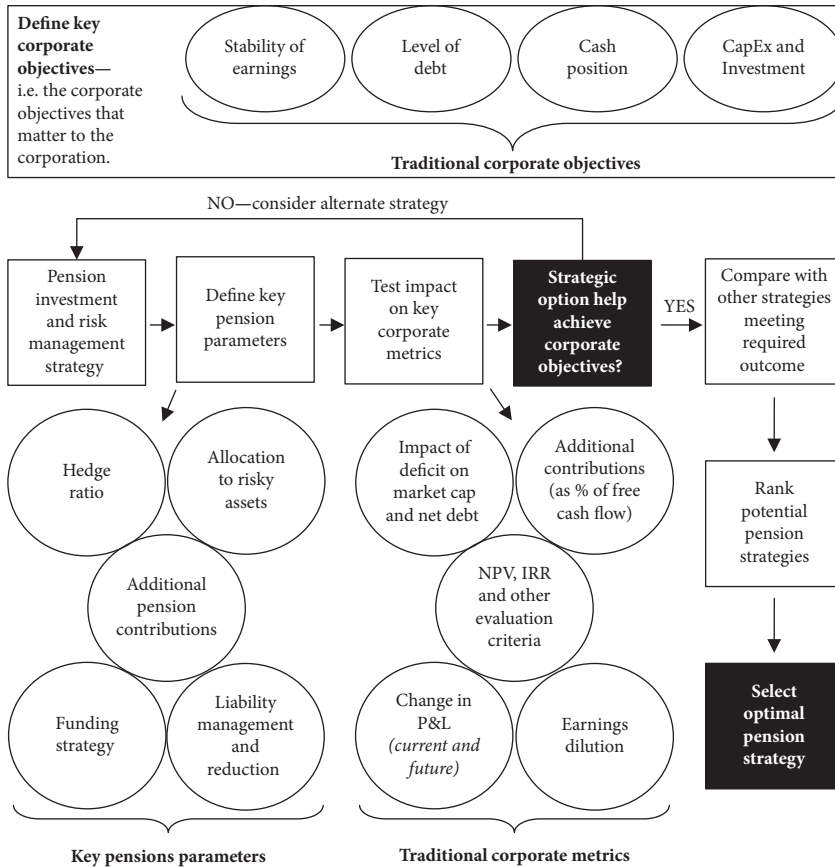 Define key
corporate
objectives—
i.e. the corporate
objectives that
matter to the
corporation.
Stability of
earnings
Level of
debt
Cash
position
CapEx and
Investment
Traditional corporate objectives
NO—consider alternate strategy
Pension
investment
and risk
management
strategy
Define key
pension
parameters
Test impact
on key
corporate
metrics
Strategic
option help
achieve
corporate
objectives?
YES
Compare with
other strategies
meeting
required
outcome
Hedge
ratio
Allocation
to risky
assets
Additional
pension
contributions
Funding
strategy
Liability
management
and
reduction
Key pensions parameters
Impact of
deficit on
market cap
and net debt
Additional
contributions
(as % of free
cash flow)
NPV, IRR
and other
evaluation
criteria
Change in
P&L
(current and
future)
Earnings
dilution
Traditional corporate metrics
Rank
potential
pension
strategies
Select
optimal
pension
strategy